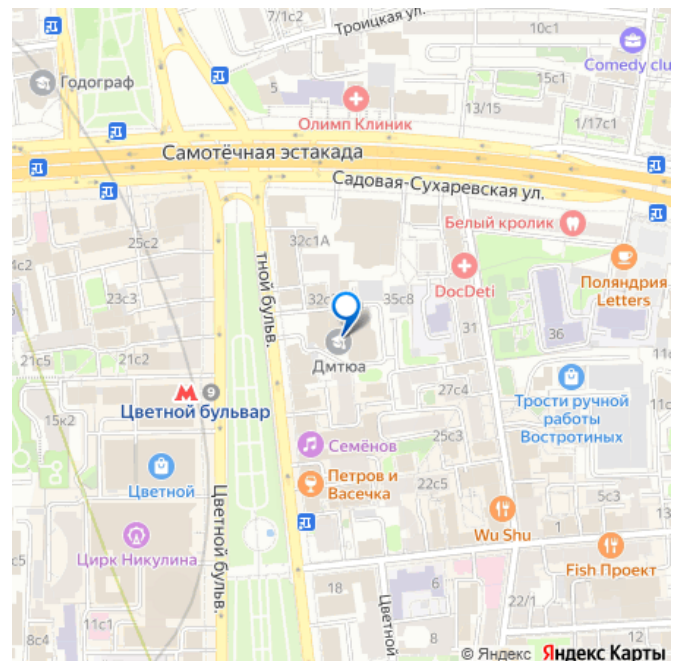 7/1с2
Троицкая ул.
10с1
Comedy clu
Годограф
5
15с1
13/15
Олимп Клиник
1/17с1
Самотёчная эстакада
Садовая-Сухаревская ул.
Белый кролик
25с2
32с1А
4с2
тной бульв.
DocDeti
Поляндрия
Letters
23с3
32с
35с8
31
36
21с5
21с2
Дмтюа
11с
М 9
Цветной бульвар
27с4
Трости ручной
работы
Востротиных
11с
15к2
25с3
Семёнов
Цветной
Петров и
Васечка
22с5
5с3
Цветной бульв.
Wu Shu
1
Цирк Никулина
Fish Проект
с5
18
Цветной
6
22/1
11с1
8с4
8
2
© Яндекс Яндекс Карты